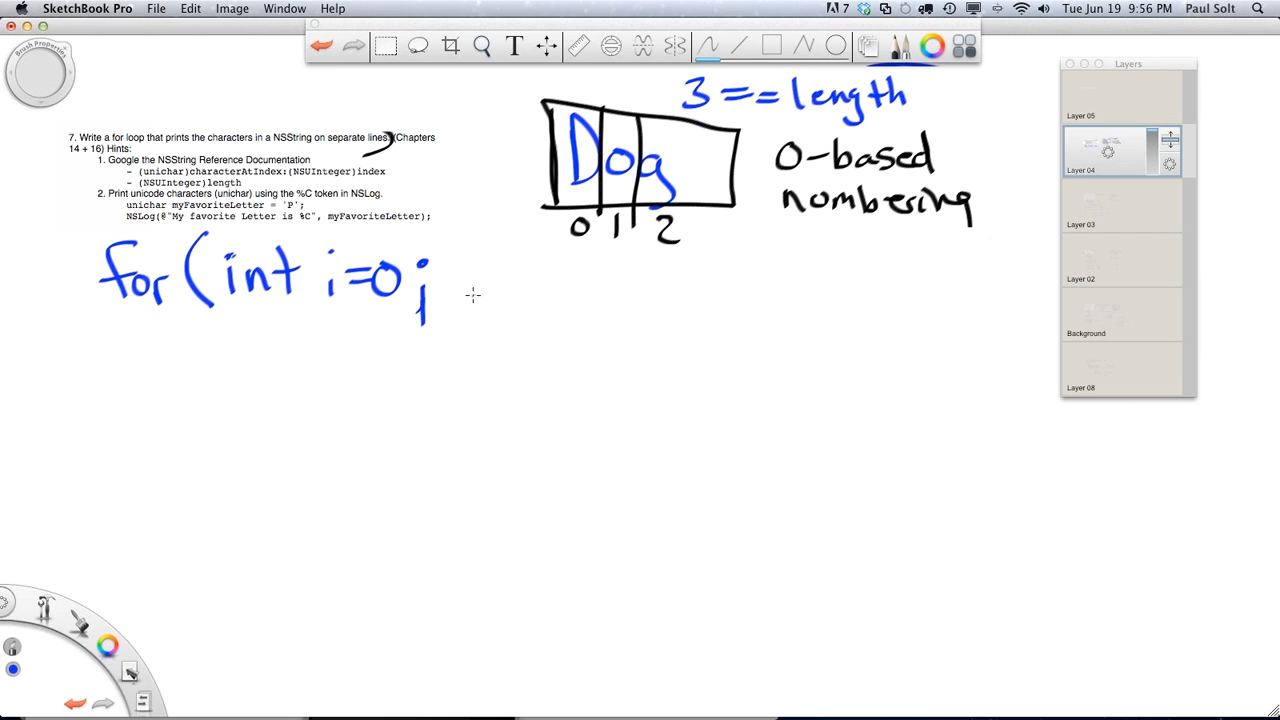 SketchBook Pro File Edit Image Window Help 7 Tue Jun 19 9:56 PM Paul Solt
Brush Properties
T
Layers
Layer 05
Layer 04
Layer 03
Layer 02
Background
Layer 08
3 == length
Dog
0 1 2
0-based
numbering
7. Write a for loop that prints the characters in a NSString on separate lines. (Chapters
14 + 16) Hints:
1. Google the NSString Reference Documentation
- (unichar)characterAtIndex:(NSUInteger)index
- (NSUInteger)length
2. Print unicode characters (unichar) using the %C token in NSLog.
unichar myFavoriteLetter = 'P';
NSLog(@"My favorite Letter is %C", myFavoriteLetter);
for (int i=0;